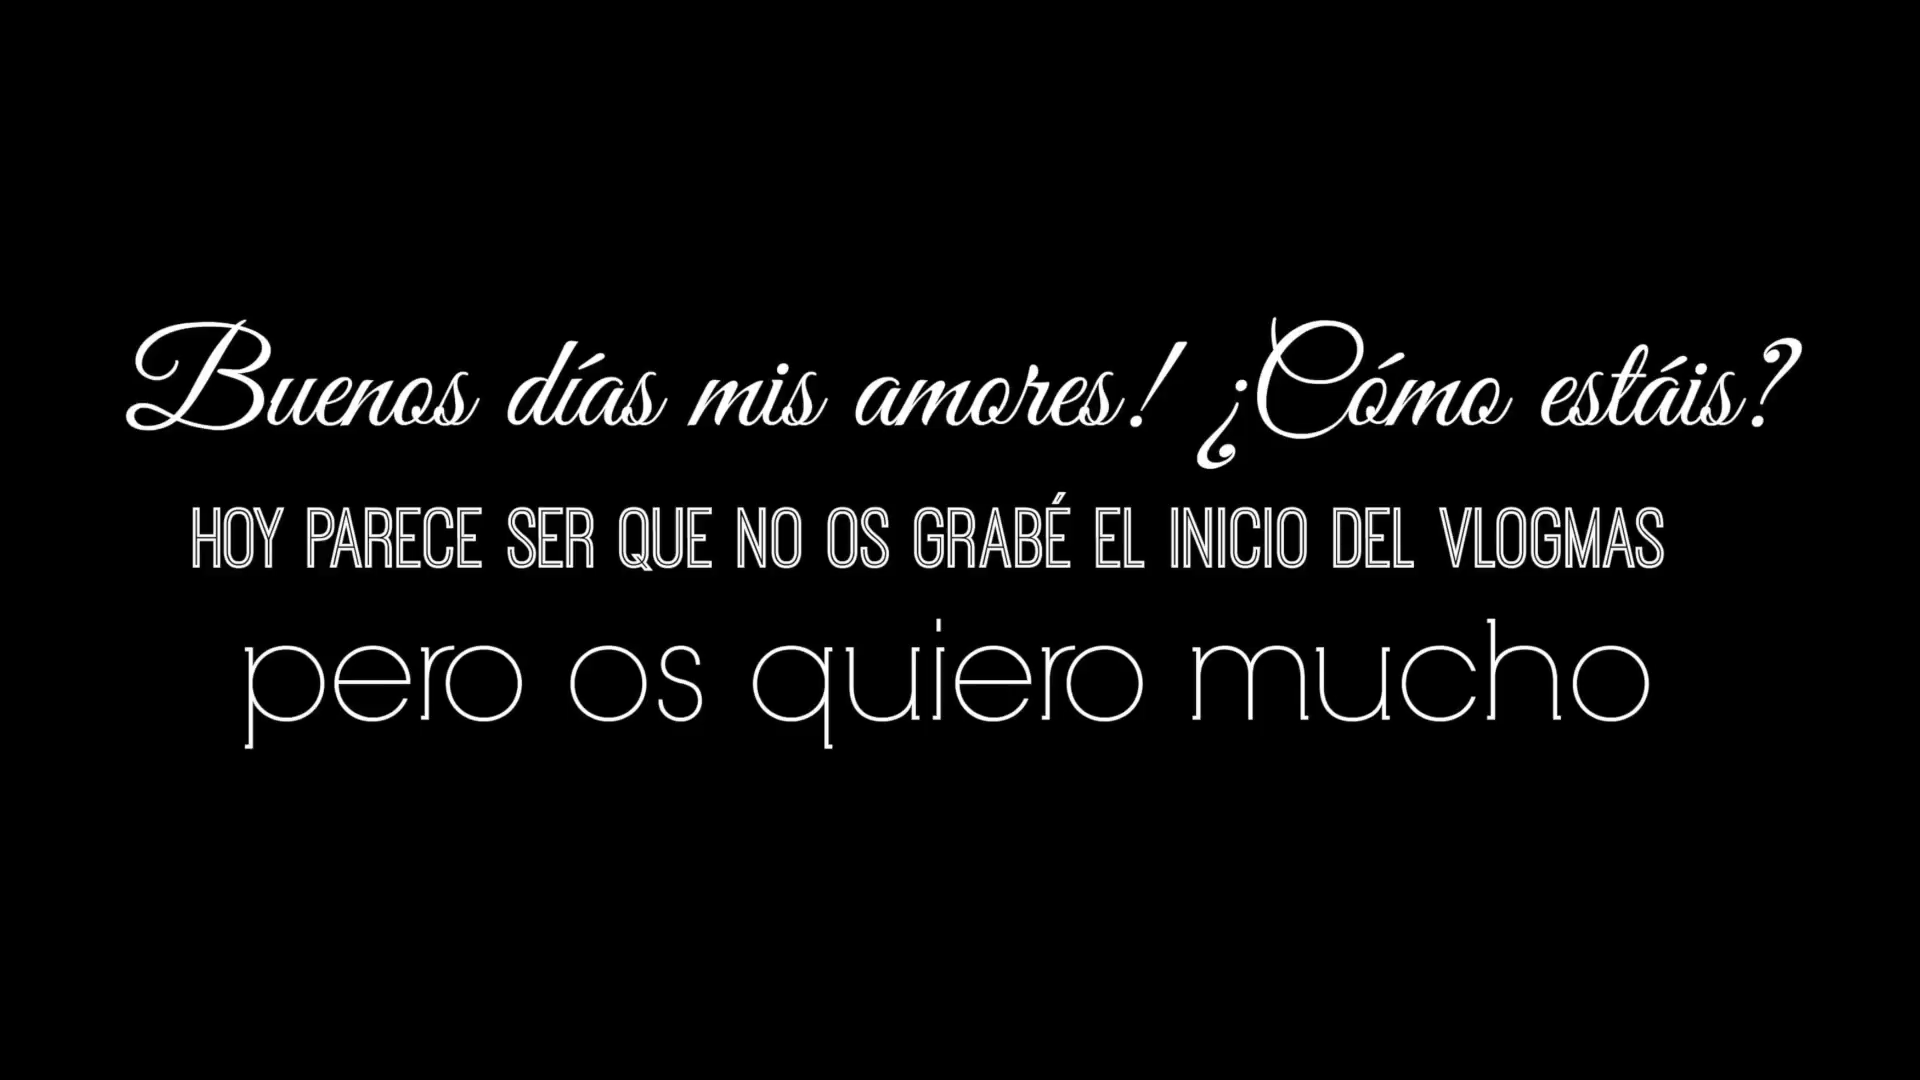 Buenos días mis amores! ¿Cómo estáis?
HOY PARECE SER QUE NO OS GRABÉ EL INICIO DEL VLOGMAS
pero os quiero mucho